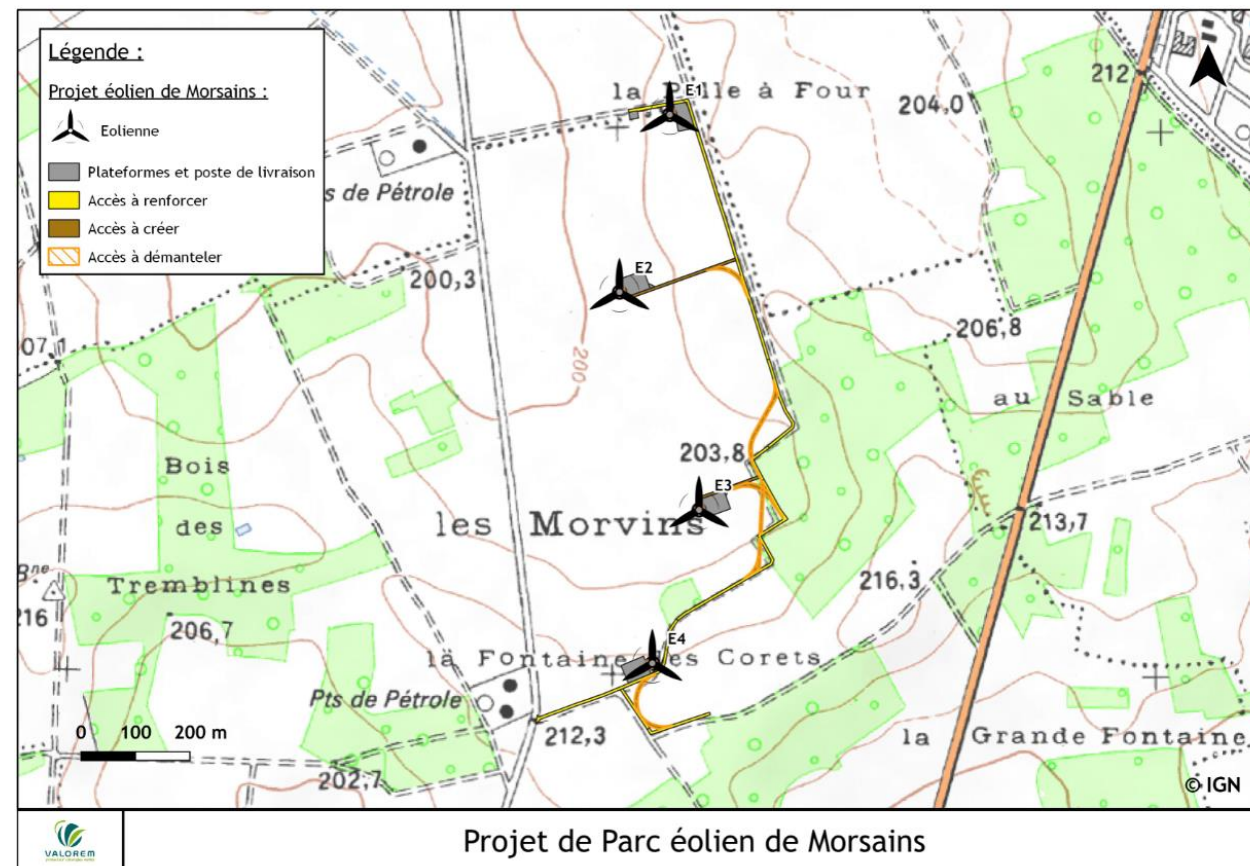 Légende :
Projet éolien de Morsains :
Eolienne
Plateformes et poste de livraison
Accès à renforcer
Accès à créer
Accès à démanteler
212
E1
la à Four
204,0
s de Pétrole
E2
200,3
206,8
07,
200
au Sable
203,8
Bois
E3
les Morvins
213,7
des
Bne
Tremblines
216,3
216
206,7
E4
la Fontaine des Corets
Pts de Pétrole
0 100 200 m
212,3
la Grande Fontaine
202,7
© IGN
VALOREM
Projet de Parc éolien de Morsains